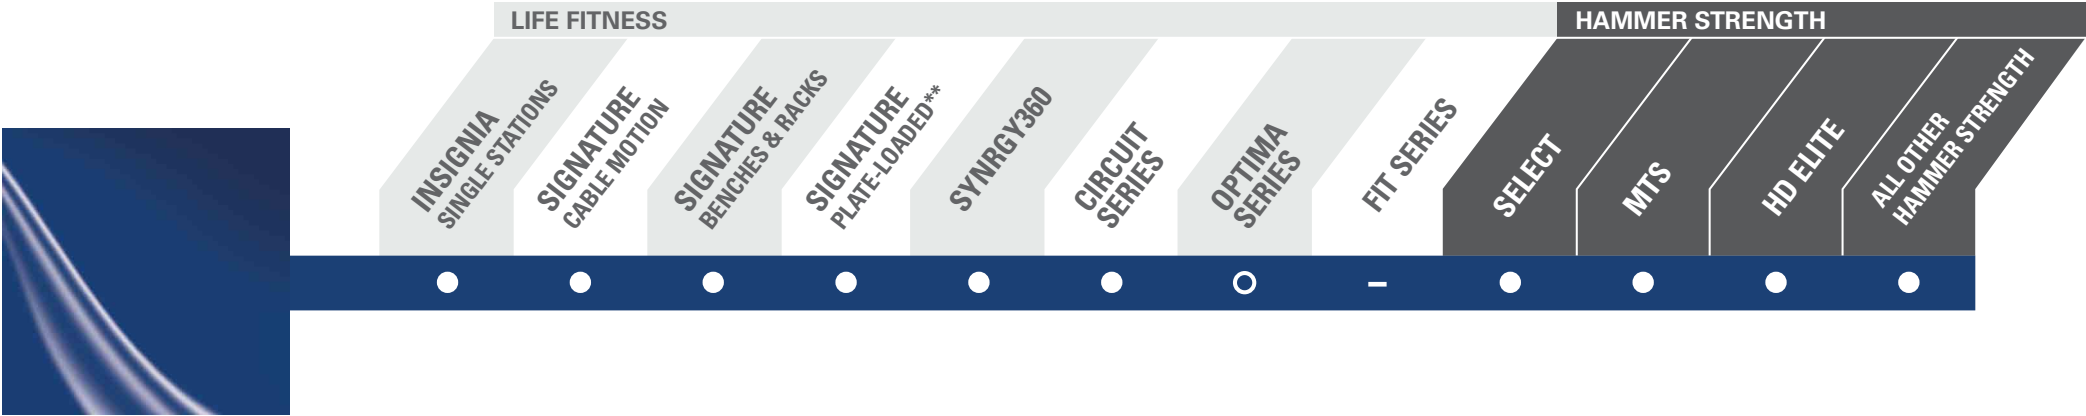 LIFE FITNESS
HAMMER STRENGTH
INSIGNIA
SINGLE STATIONS
SIGNATURE
CABLE MOTION
SIGNATURE
BENCHES & RACKS
SIGNATURE
PLATE-LOADED**
SYNRGY360
CIRCUIT
SERIES
OPTIMA
SERIES
FIT SERIES
SELECT
MTS
HD ELITE
ALL OTHER
HAMMER STRENGTH
–